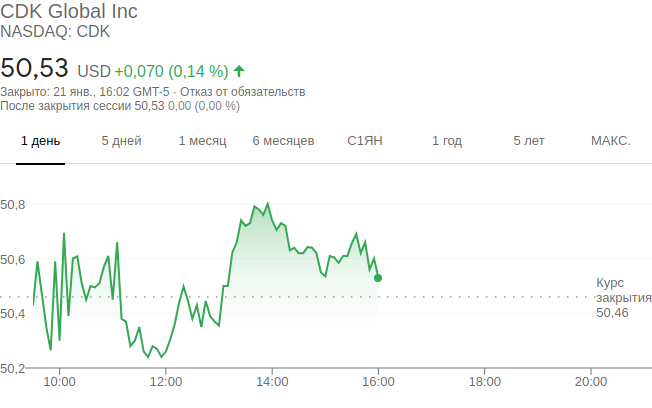 CDK Global Inc
NASDAQ: CDK
50,53 USD +0,070 (0,14 %)
Закрыто: 21 янв., 16:02 GMT-5 · Отказ от обязательств
После закрытия сессии 50,53 0,00 (0,00 %)
1 день 5 дней 1 месяц 6 месяцев С1ЯН 1 год 5 лет МАКС.
50,8
50,6
Курс
закрытия
50,46
50,4
50,2
10:00 12:00 14:00 16:00 18:00 20:00